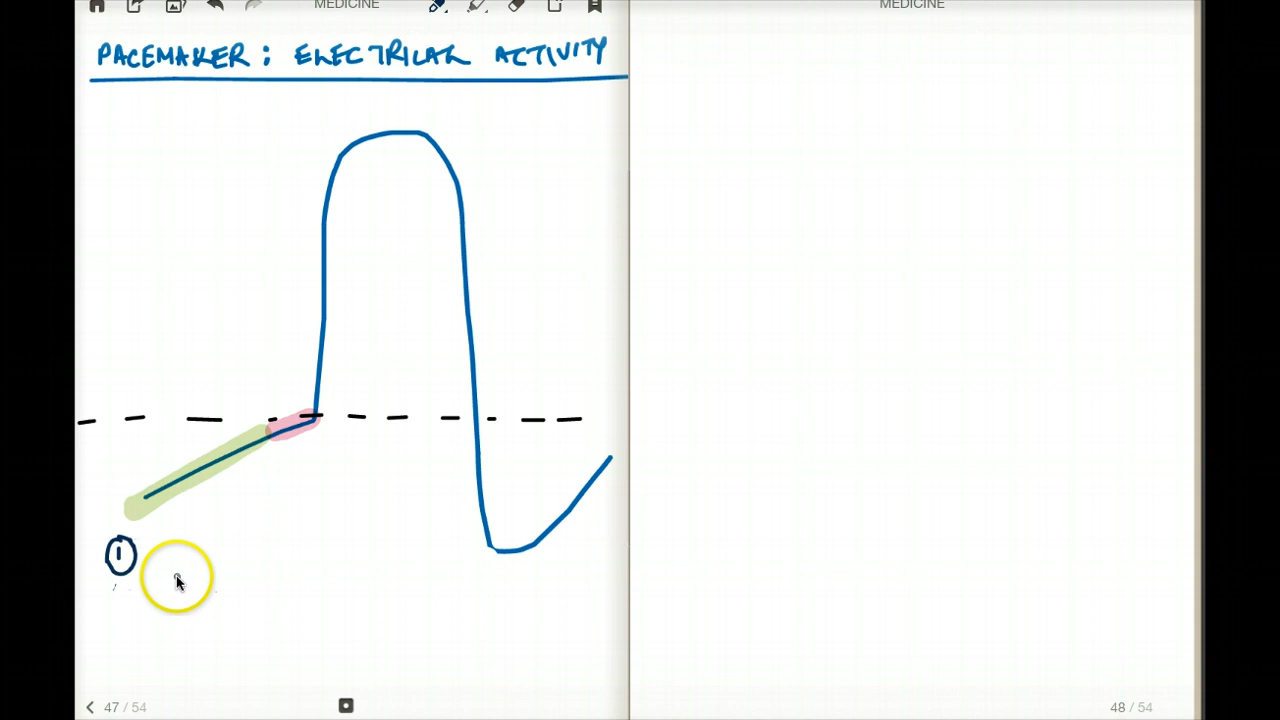 MEDICINE
MEDICINE
PACEMAKER : ELECTRICAL ACTIVITY
1
47 / 54
48 / 54